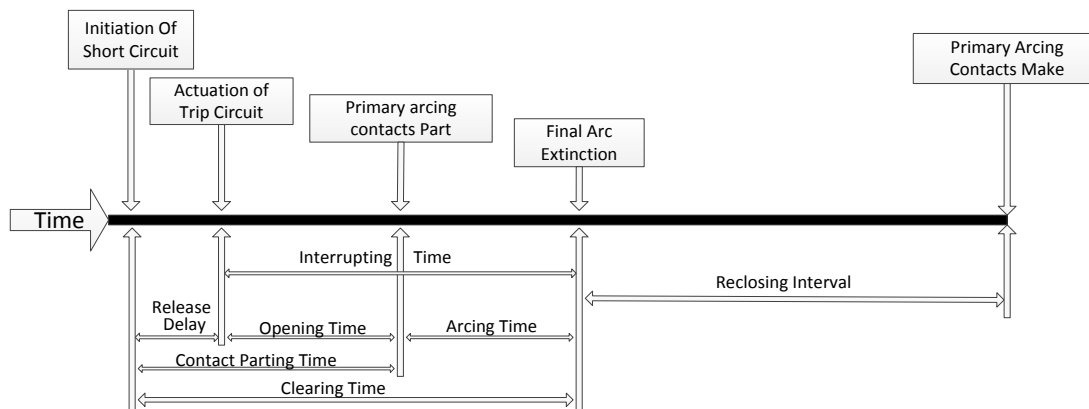 Initiation Of
Short Circuit
Actuation of
Trip Circuit
Primary arcing
contacts Part
Final Arc
Extinction
Primary Arcing
Contacts Make
Time
Interrupting Time
Reclosing Interval
Release
Delay
Opening Time
Arcing Time
Contact Parting Time
Clearing Time